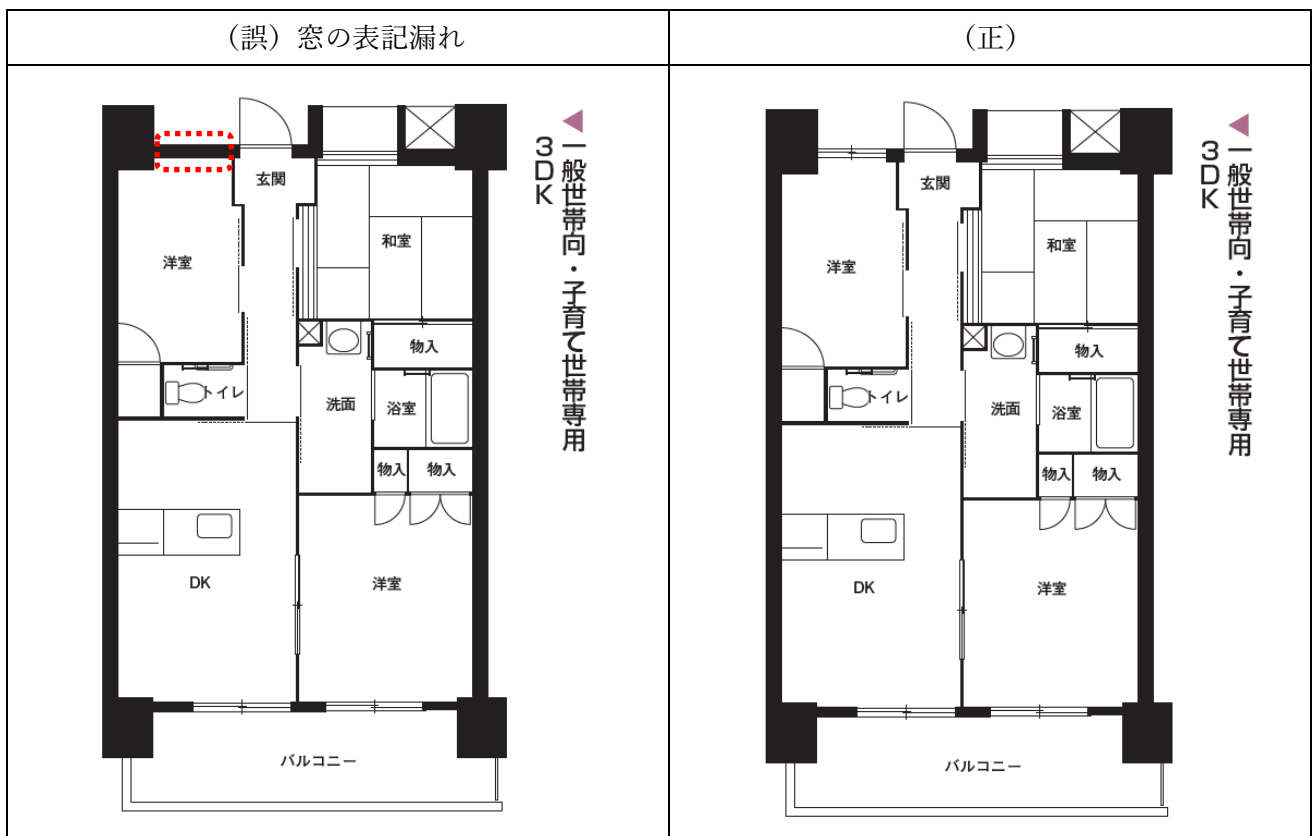 （誤）窓の表記漏れ
（正）
◀一般世帯向・子育て世帯専用
3DK
玄関
和室
洋室
物入
トイレ
洗面
浴室
物入
物入
DK
洋室
バルコニー
◀一般世帯向・子育て世帯専用
3DK
玄関
和室
洋室
物入
トイレ
洗面
浴室
物入
物入
DK
洋室
バルコニー